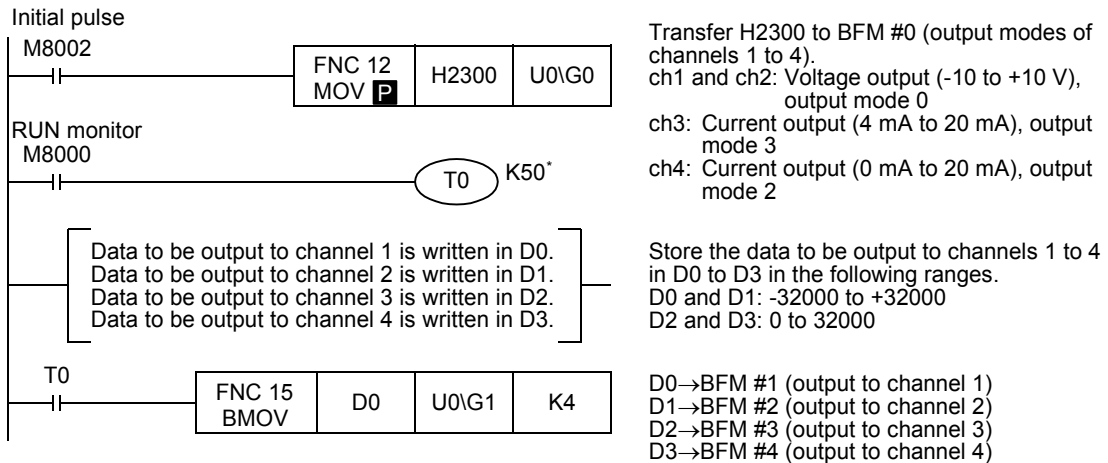 Initial pulse
M8002
FNC 12
MOV P
H2300
U0\G0
Transfer H2300 to BFM #0 (output modes of
channels 1 to 4).
ch1 and ch2: Voltage output (-10 to +10 V),
output mode 0
ch3: Current output (4 mA to 20 mA), output
mode 3
ch4: Current output (0 mA to 20 mA), output
mode 2
RUN monitor
M8000
T0
K50*
Data to be output to channel 1 is written in D0.
Data to be output to channel 2 is written in D1.
Data to be output to channel 3 is written in D2.
Data to be output to channel 4 is written in D3.
Store the data to be output to channels 1 to 4
in D0 to D3 in the following ranges.
D0 and D1: -32000 to +32000
D2 and D3: 0 to 32000
T0
FNC 15
BMOV
D0
U0\G1
K4
D0→BFM #1 (output to channel 1)
D1→BFM #2 (output to channel 2)
D2→BFM #3 (output to channel 3)
D3→BFM #4 (output to channel 4)